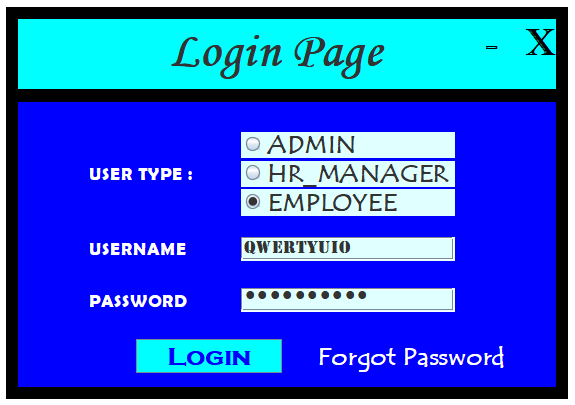 Login Page - X
ADMIN
USER TYPE : HR_MANAGER
EMPLOYEE
USERNAME QWERTYUIO
PASSWORD ••••••••••
LOGIN Forgot Password